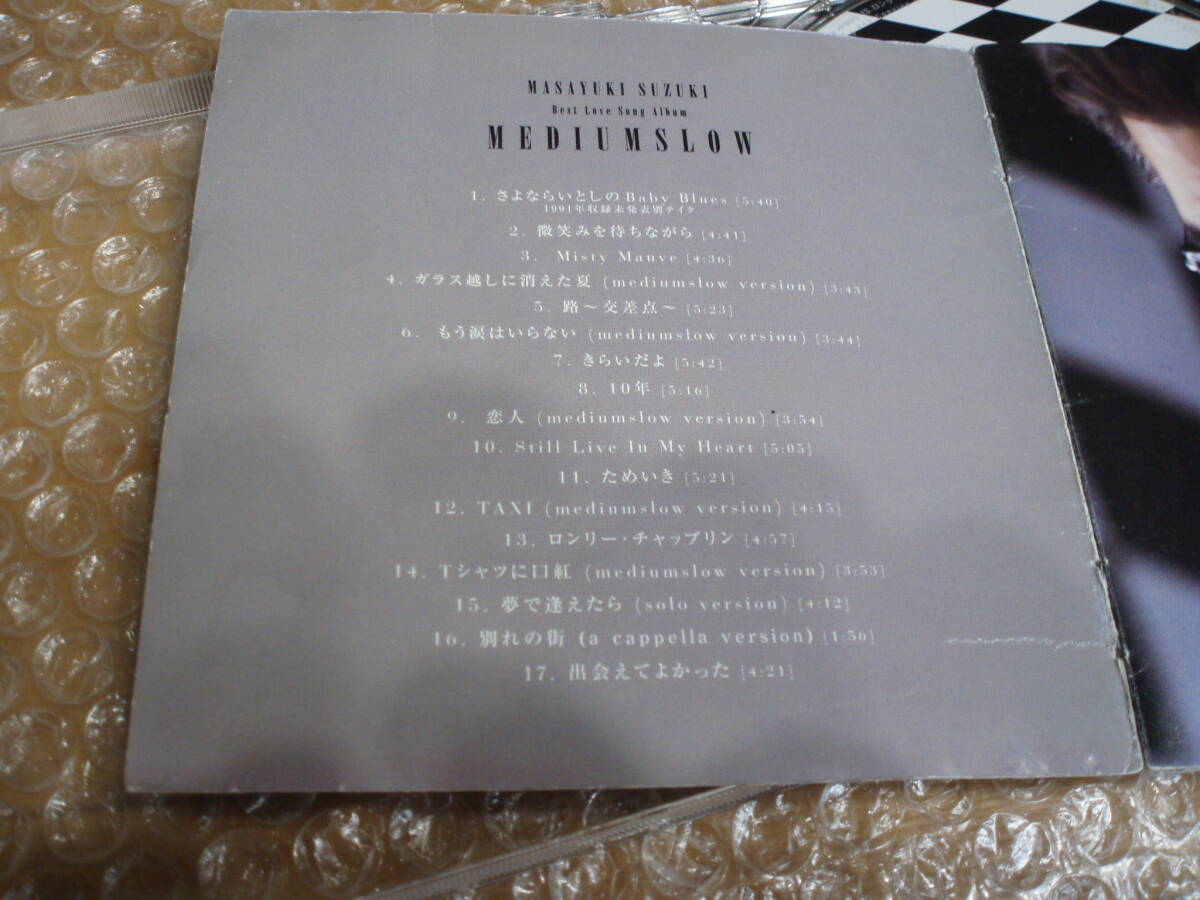 MASAYUKI SUZUKI
Best Love Song Album
MEDIUMSLOW
1. さよならいとしのBaby Blues [5:40]
1991年収録未発表別テイク
2. 微笑みを待ちながら [4:41]
3. Misty Mauve [4:36]
4. ガラス越しに消えた夏 (mediumslow version) [3:43]
5. 路〜交差点〜 [5:23]
6. もう涙はいらない (mediumslow version) [3:44]
7. きらいだよ [5:42]
8. 10年 [5:16]
9. 恋人 (mediumslow version) [3:54]
10. Still Live In My Heart [5:05]
11. ためいき [5:21]
12. TAXI (mediumslow version) [4:15]
13. ロンリー・チャップリン [4:57]
14. Tシャツに口紅 (mediumslow version) [3:53]
15. 夢で逢えたら (solo version) [4:12]
16. 別れの街 (a cappella version) [1:56]
17. 出会えてよかった [4:21]